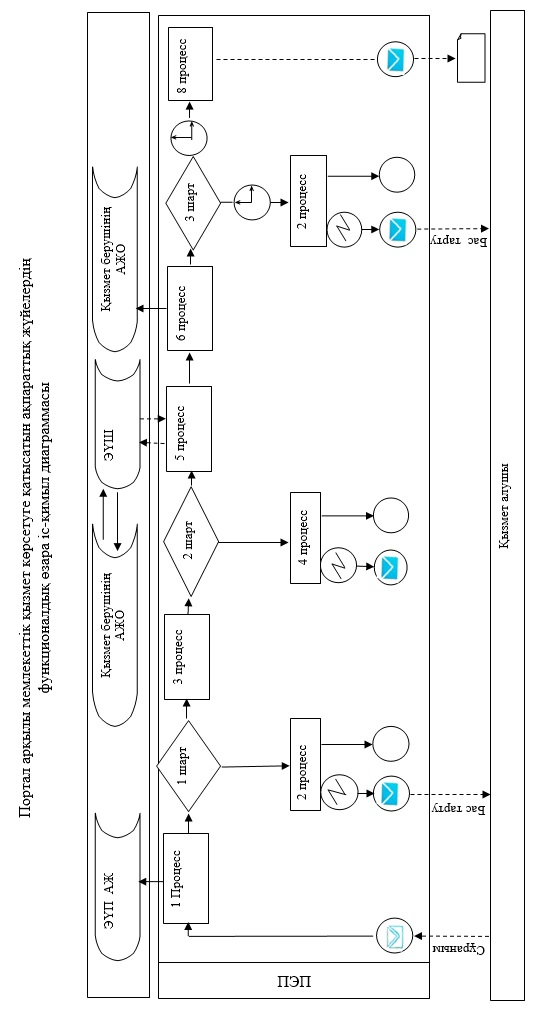 Портал арқылы мемлекеттік қызмет көрсетуге қатысатын ақпараттық жүйелердің
функционалдық өзара іс-қимыл диаграммасы
ЭҮП АЖ
Қызмет берушінің
АЖО
ЭҮШ
Қызмет берушінің
АЖО
ПЭП
1 Процесс
1 шарт
3 процесс
2 шарт
5 процесс
6 процесс
3 шарт
8 процесс
2 процесс
4 процесс
2 процесс
Сұраным
Бас тарту
Бас тарту
Қызмет алушы